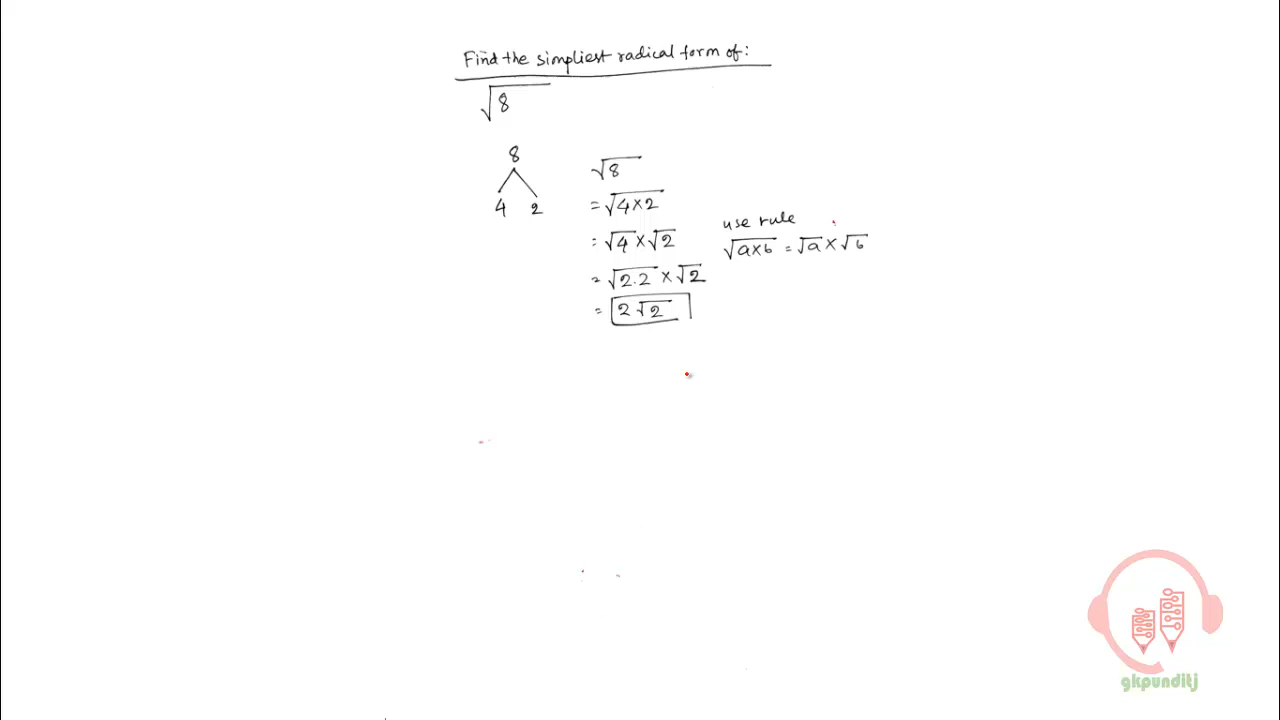 Find the simpliest radical form of:
√8
8
4 2
√8
= √4×2
= √4 × √2
use rule
√a×b = √a × √b
= √2.2 × √2
= 2√2
gkpunditj